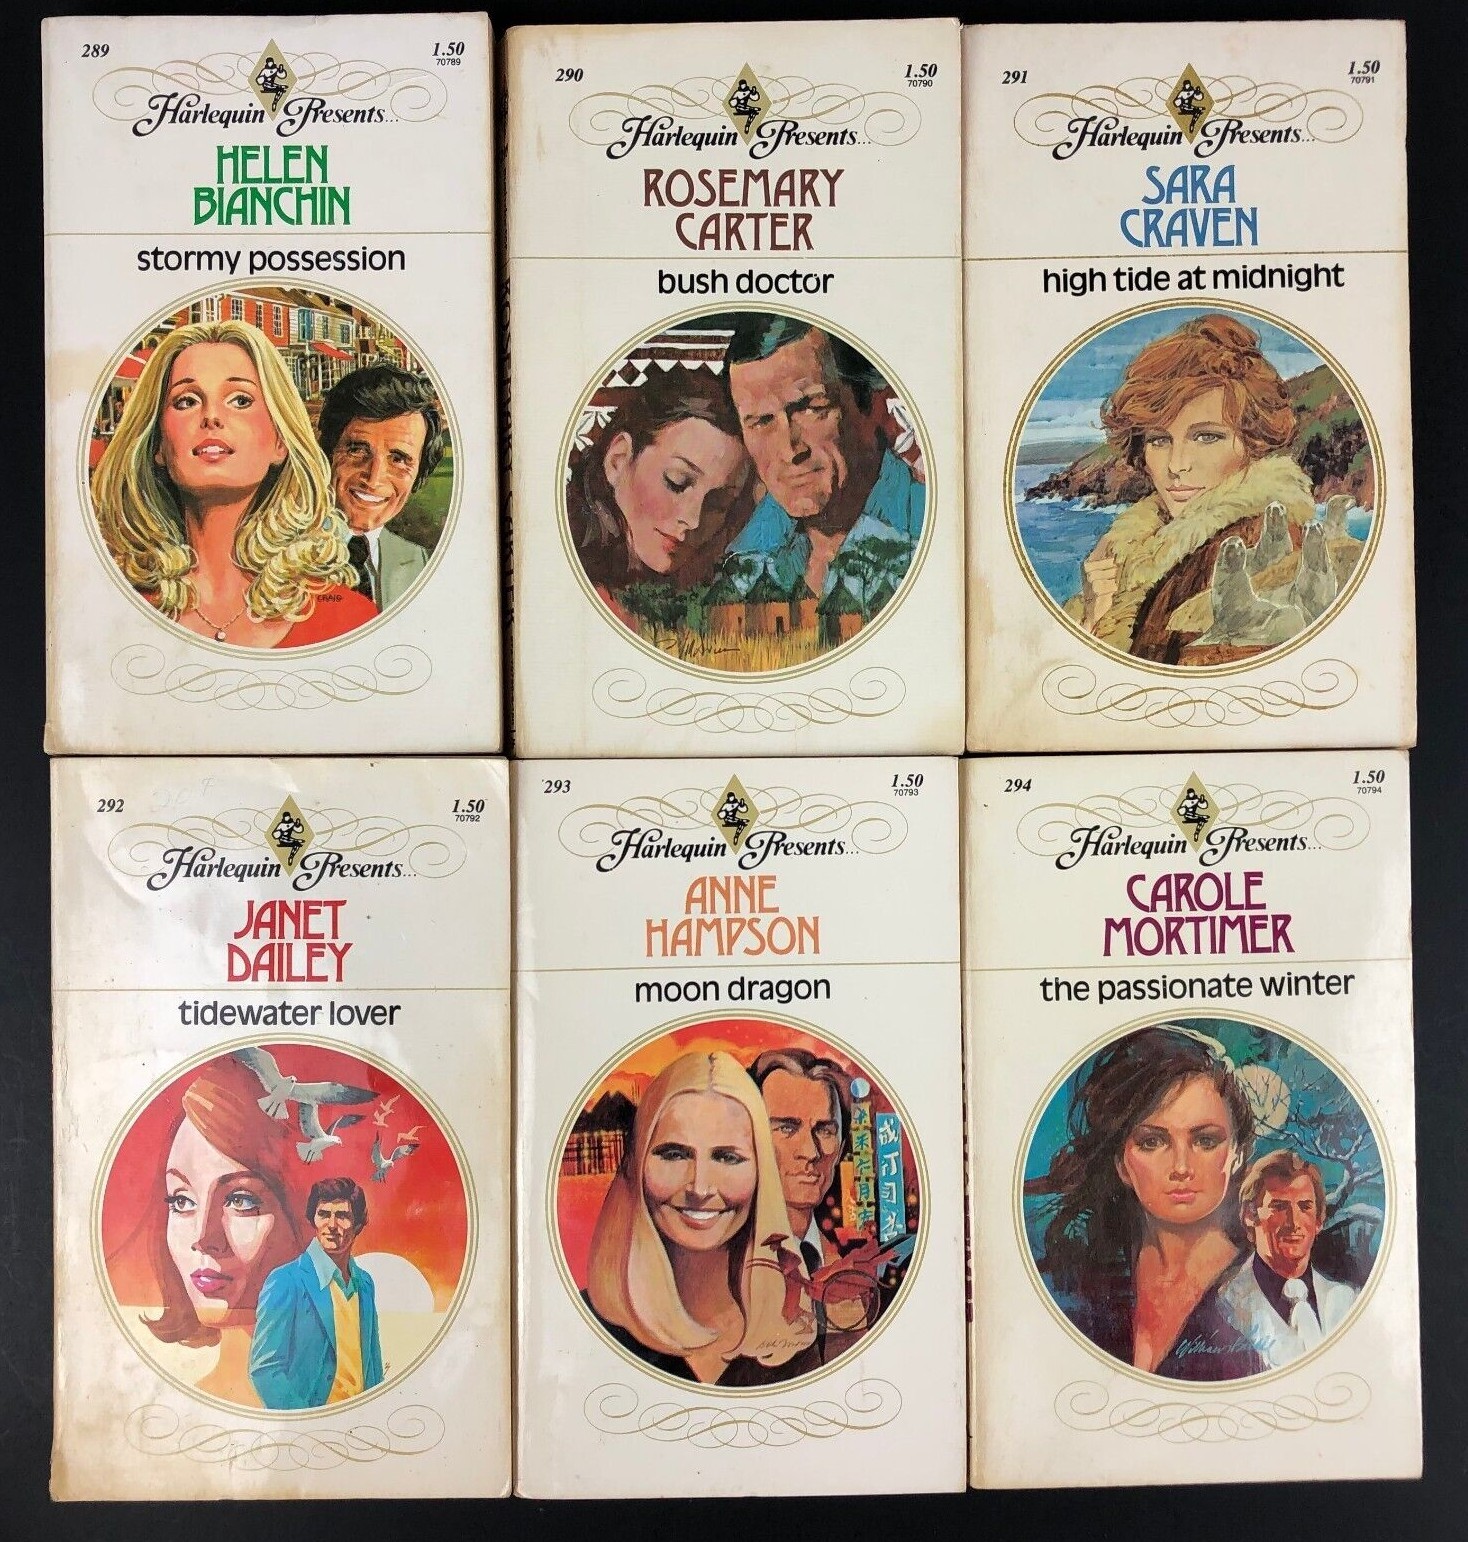 289
1.50
70789
Harlequin Presents...
HELEN
BIANCHIN
stormy possession
CRAIG
290
1.50
70790
Harlequin Presents...
ROSEMARY
CARTER
bush doctor
291
1.50
70791
Harlequin Presents...
SARA
CRAVEN
high tide at midnight
292
1.50
70792
Harlequin Presents...
JANET
DAILEY
tidewater lover
293
1.50
70793
Harlequin Presents...
ANNE
HAMPSON
moon dragon
294
1.50
70794
Harlequin Presents...
CAROLE
MORTIMER
the passionate winter